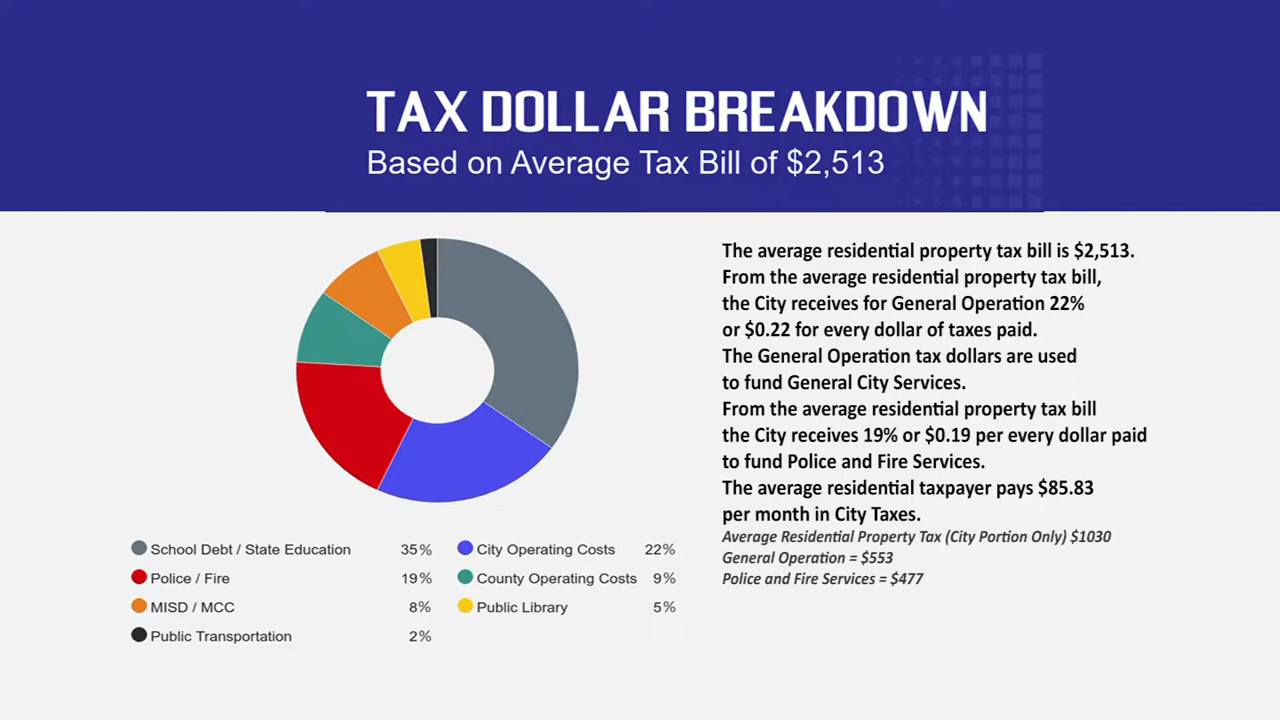 TAX DOLLAR BREAKDOWN
Based on Average Tax Bill of $2,513
The average residential property tax bill is $2,513.
From the average residential property tax bill,
the City receives for General Operation 22%
or $0.22 for every dollar of taxes paid.
The General Operation tax dollars are used
to fund General City Services.
From the average residential property tax bill
the City receives 19% or $0.19 per every dollar paid
to fund Police and Fire Services.
The average residential taxpayer pays $85.83
per month in City Taxes.
Average Residential Property Tax (City Portion Only) $1030
General Operation = $553
Police and Fire Services = $477
School Debt / State Education 35% City Operating Costs 22%
Police / Fire 19% County Operating Costs 9%
MISD / MCC 8% Public Library 5%
Public Transportation 2%